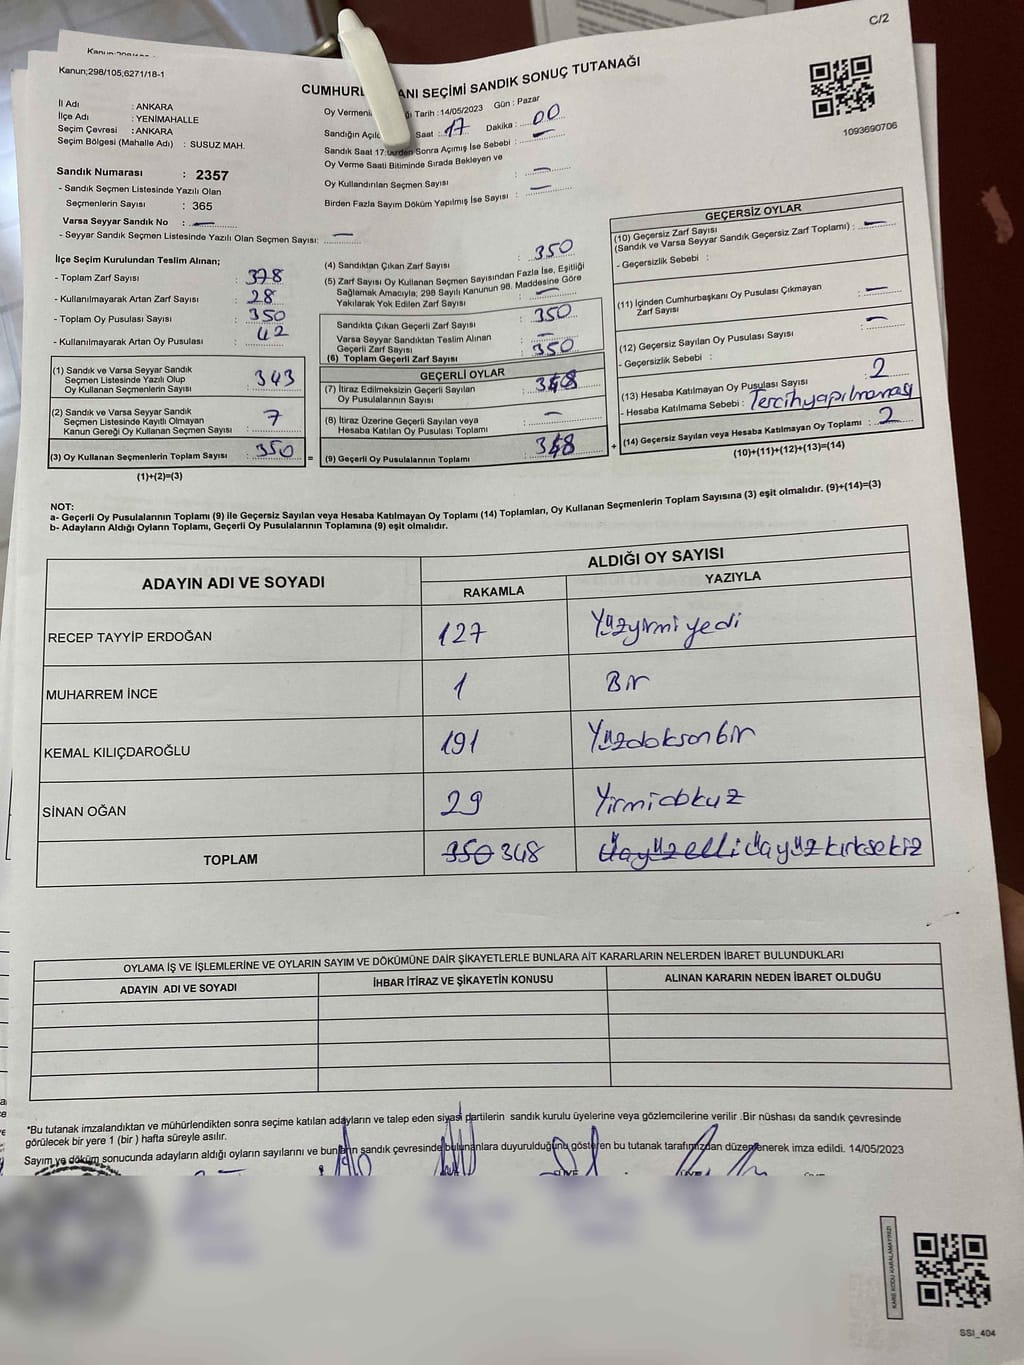 C/2
Kanun;298/105;6271/18-1
CUMHUR ANI SEÇİMİ SANDIK SONUÇ TUTANAĞI
İl Adı : ANKARA
İlçe Adı : YENİMAHALLE
Seçim Çevresi : ANKARA
Seçim Bölgesi (Mahalle Adı) : SUSUZ MAH.
Oy Vermeni ğı Tarih : 14/05/2023 Gün : Pazar
Sandığın Açıld Saat : 17 Dakika : 00
Sandık Saat 17:00'den Sonra Açımış İse Sebebi : —
Oy Verme Saati Bitiminde Sırada Bekleyen ve
Oy Kullandırılan Seçmen Sayısı : —
Birden Fazla Sayım Döküm Yapılmış İse Sayısı : —
1093690706
Sandık Numarası : 2357
- Sandık Seçmen Listesinde Yazılı Olan
Seçmenlerin Sayısı : 365
Varsa Seyyar Sandık No : —
- Seyyar Sandık Seçmen Listesinde Yazılı Olan Seçmen Sayısı: —
İlçe Seçim Kurulundan Teslim Alınan;
- Toplam Zarf Sayısı : 378
- Kullanılmayarak Artan Zarf Sayısı : 28
- Toplam Oy Pusulası Sayısı : 350
- Kullanılmayarak Artan Oy Pusulası : 42
(1) Sandık ve Varsa Seyyar Sandık
Seçmen Listesinde Yazılı Olup
Oy Kullanan Seçmenlerin Sayısı : 343
(2) Sandık ve Varsa Seyyar Sandık
Seçmen Listesinde Kayıtlı Olmayan
Kanun Gereği Oy Kullanan Seçmen Sayısı : 7
(3) Oy Kullanan Seçmenlerin Toplam Sayısı : 350
(1)+(2)=(3)
(4) Sandıktan Çıkan Zarf Sayısı : 350
(5) Zarf Sayısı Oy Kullanan Seçmen Sayısından Fazla İse, Eşitliği
Sağlamak Amacıyla; 298 Sayılı Kanunun 98. Maddesine Göre
Yakılarak Yok Edilen Zarf Sayısı : —
Sandıkta Çıkan Geçerli Zarf Sayısı : 350
Varsa Seyyar Sandıktan Teslim Alınan
Geçerli Zarf Sayısı : —
(6) Toplam Geçerli Zarf Sayısı : 350
GEÇERLİ OYLAR
(7) İtiraz Edilmeksizin Geçerli Sayılan
Oy Pusulalarının Sayısı : 348
(8) İtiraz Üzerine Geçerli Sayılan veya
Hesaba Katılan Oy Pusulası Toplamı : —
(9) Geçerli Oy Pusulalarının Toplamı : 348
GEÇERSİZ OYLAR
(10) Geçersiz Zarf Sayısı
(Sandık ve Varsa Seyyar Sandık Geçersiz Zarf Toplamı) : —
- Geçersizlik Sebebi :
(11) İçinden Cumhurbaşkanı Oy Pusulası Çıkmayan
Zarf Sayısı : —
(12) Geçersiz Sayılan Oy Pusulası Sayısı : —
- Geçersizlik Sebebi :
(13) Hesaba Katılmayan Oy Pusulası Sayısı : 2
- Hesaba Katılmama Sebebi : Tercih yapılmaması
(14) Geçersiz Sayılan veya Hesaba Katılmayan Oy Toplamı : 2
(10)+(11)+(12)+(13)=(14)
NOT:
a- Geçerli Oy Pusulalarının Toplamı (9) ile Geçersiz Sayılan veya Hesaba Katılmayan Oy Toplamı (14) Toplamları, Oy Kullanan Seçmenlerin Toplam Sayısına (3) eşit olmalıdır. (9)+(14)=(3)
b- Adayların Aldığı Oyların Toplamı, Geçerli Oy Pusulalarının Toplamına (9) eşit olmalıdır.
ADAYIN ADI VE SOYADI
ALDIĞI OY SAYISI
RAKAMLA YAZIYLA
RECEP TAYYİP ERDOĞAN 127 Yüzyirmiyedi
MUHARREM İNCE 1 Bir
KEMAL KILIÇDAROĞLU 191 Yüzdoksonbir
SİNAN OĞAN 29 Yirmidokuz
TOPLAM 350 348 Üçyüzelli üçyüzkırksekiz
OYLAMA İŞ VE İŞLEMLERİNE VE OYLARIN SAYIM VE DÖKÜMÜNE DAİR ŞİKAYETLERLE BUNLARA AİT KARARLARIN NELERDEN İBARET BULUNDUKLARI
ADAYIN ADI VE SOYADI İHBAR İTİRAZ VE ŞİKAYETİN KONUSU ALINAN KARARIN NEDEN İBARET OLDUĞU
*Bu tutanak imzalandıktan ve mühürlendikten sonra seçime katılan adayların ve talep eden siyasi partilerin sandık kurulu üyelerine veya gözlemcilerine verilir .Bir nüshası da sandık çevresinde
görülecek bir yere 1 (bir ) hafta süreyle asılır.
Sayım ve döküm sonucunda adayların aldığı oyların sayılarını ve bunların sandık çevresinde bulunanlara duyurulduğunu gösteren bu tutanak tarafımızdan düzenlenerek imza edildi. 14/05/2023
KARE KODU KARALAMAYINIZ!
SSI_404